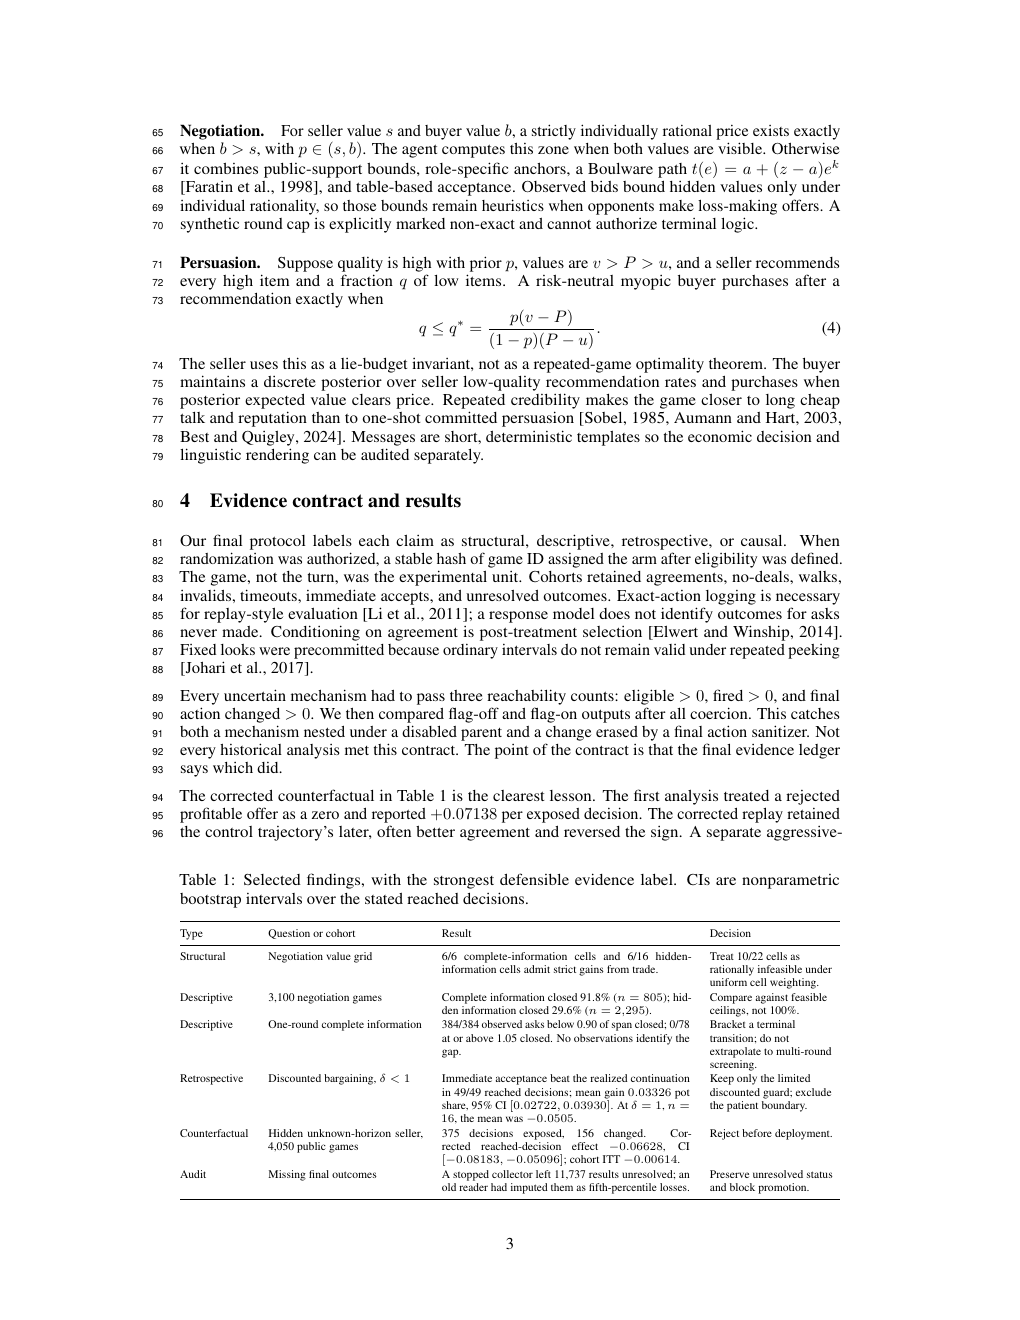 65 Negotiation. For seller value s and buyer value b, a strictly individually rational price exists exactly
66 when b > s, with p ∈ (s, b). The agent computes this zone when both values are visible. Otherwise
67 it combines public-support bounds, role-specific anchors, a Boulware path t(e) = a + (z − a)e^k
68 [Faratin et al., 1998], and table-based acceptance. Observed bids bound hidden values only under
69 individual rationality, so those bounds remain heuristics when opponents make loss-making offers. A
70 synthetic round cap is explicitly marked non-exact and cannot authorize terminal logic.
71 Persuasion. Suppose quality is high with prior p, values are v > P > u, and a seller recommends
72 every high item and a fraction q of low items. A risk-neutral myopic buyer purchases after a
73 recommendation exactly when
q ≤ q* = p(v − P) / (1 − p)(P − u). (4)
74 The seller uses this as a lie-budget invariant, not as a repeated-game optimality theorem. The buyer
75 maintains a discrete posterior over seller low-quality recommendation rates and purchases when
76 posterior expected value clears price. Repeated credibility makes the game closer to long cheap
77 talk and reputation than to one-shot committed persuasion [Sobel, 1985, Aumann and Hart, 2003,
78 Best and Quigley, 2024]. Messages are short, deterministic templates so the economic decision and
79 linguistic rendering can be audited separately.
80 4 Evidence contract and results
81 Our final protocol labels each claim as structural, descriptive, retrospective, or causal. When
82 randomization was authorized, a stable hash of game ID assigned the arm after eligibility was defined.
83 The game, not the turn, was the experimental unit. Cohorts retained agreements, no-deals, walks,
84 invalids, timeouts, immediate accepts, and unresolved outcomes. Exact-action logging is necessary
85 for replay-style evaluation [Li et al., 2011]; a response model does not identify outcomes for asks
86 never made. Conditioning on agreement is post-treatment selection [Elwert and Winship, 2014].
87 Fixed looks were precommitted because ordinary intervals do not remain valid under repeated peeking
88 [Johari et al., 2017].
89 Every uncertain mechanism had to pass three reachability counts: eligible > 0, fired > 0, and final
90 action changed > 0. We then compared flag-off and flag-on outputs after all coercion. This catches
91 both a mechanism nested under a disabled parent and a change erased by a final action sanitizer. Not
92 every historical analysis met this contract. The point of the contract is that the final evidence ledger
93 says which did.
94 The corrected counterfactual in Table 1 is the clearest lesson. The first analysis treated a rejected
95 profitable offer as a zero and reported +0.07138 per exposed decision. The corrected replay retained
96 the control trajectory's later, often better agreement and reversed the sign. A separate aggressive-
Table 1: Selected findings, with the strongest defensible evidence label. CIs are nonparametric
bootstrap intervals over the stated reached decisions.
Type Question or cohort Result Decision
Structural Negotiation value grid 6/6 complete-information cells and 6/16 hidden- Treat 10/22 cells as
information cells admit strict gains from trade. rationally infeasible under
uniform cell weighting.
Descriptive 3,100 negotiation games Complete information closed 91.8% (n = 805); hid- Compare against feasible
den information closed 29.6% (n = 2,295). ceilings, not 100%.
Descriptive One-round complete information 384/384 observed asks below 0.90 of span closed; 0/78 Bracket a terminal
at or above 1.05 closed. No observations identify the transition; do not
gap. extrapolate to multi-round
screening.
Retrospective Discounted bargaining, δ < 1 Immediate acceptance beat the realized continuation Keep only the limited
in 49/49 reached decisions; mean gain 0.03326 pot discounted guard; exclude
share, 95% CI [0.02722, 0.03930]. At δ = 1, n = the patient boundary.
16, the mean was −0.0505.
Counterfactual Hidden unknown-horizon seller, 375 decisions exposed, 156 changed. Cor- Reject before deployment.
4,050 public games rected reached-decision effect −0.06628, CI
[−0.08183, −0.05096]; cohort ITT −0.00614.
Audit Missing final outcomes A stopped collector left 11,737 results unresolved; an Preserve unresolved status
old reader had imputed them as fifth-percentile losses. and block promotion.
3